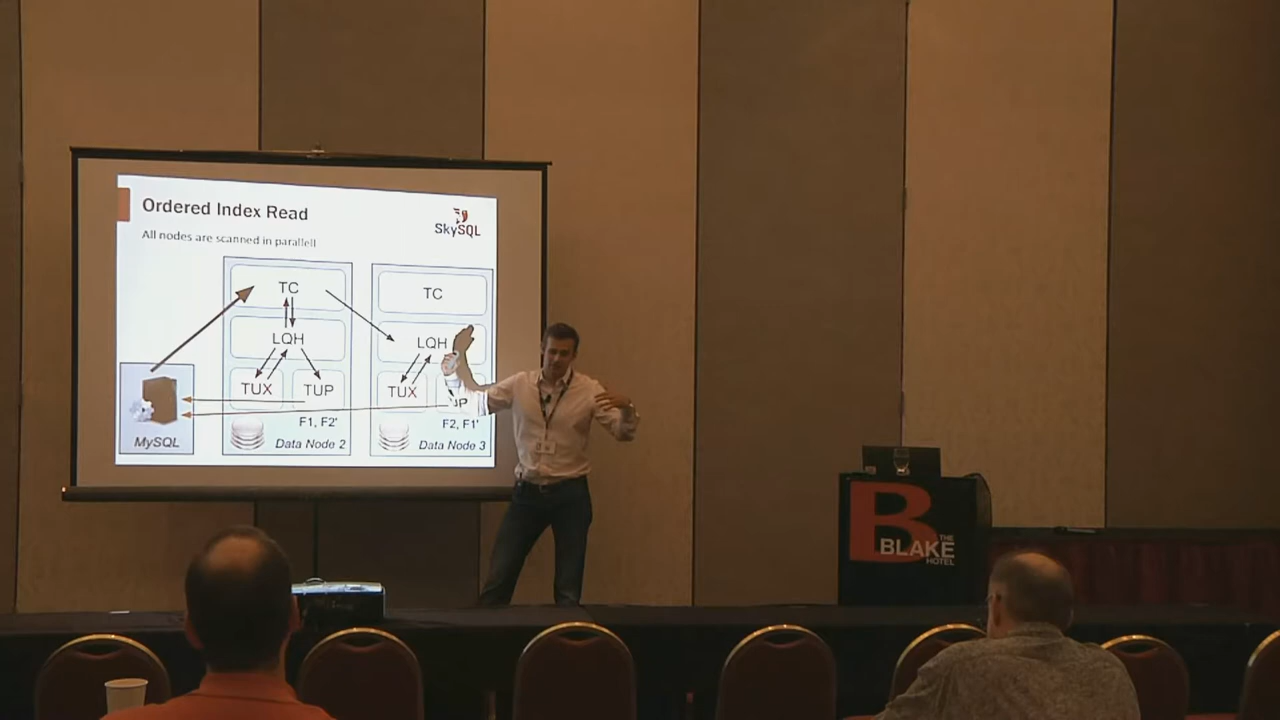 Ordered Index Read
SkySQL
All nodes are scanned in parallell
TC
TC
LQH
LQH
TUX
TUP
TUX
F1, F2'
F2, F1'
MySQL
Data Node 2
Data Node 3
B
THE
BLAKE
HOTEL